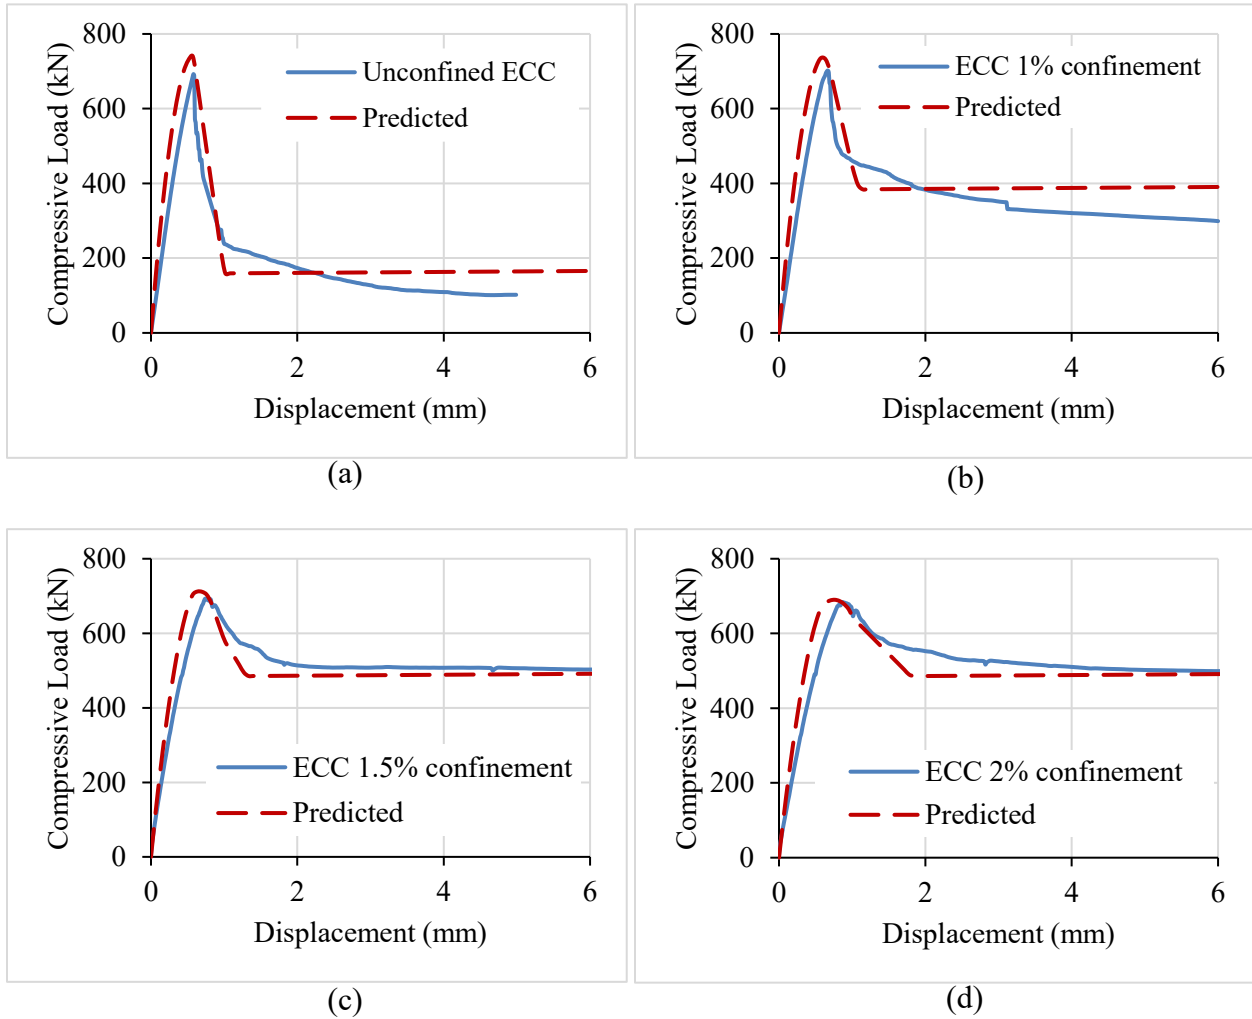 800
600
400
200
0
Compressive Load (kN)
Unconfined ECC
Predicted
0 2 4 6
Displacement (mm)
(a)
800
600
400
200
0
Compressive Load (kN)
ECC 1% confinement
Predicted
0 2 4 6
Displacement (mm)
(b)
800
600
400
200
0
Compressive Load (kN)
ECC 1.5% confinement
Predicted
0 2 4 6
Displacement (mm)
(c)
800
600
400
200
0
Compressive Load (kN)
ECC 2% confinement
Predicted
0 2 4 6
Displacement (mm)
(d)